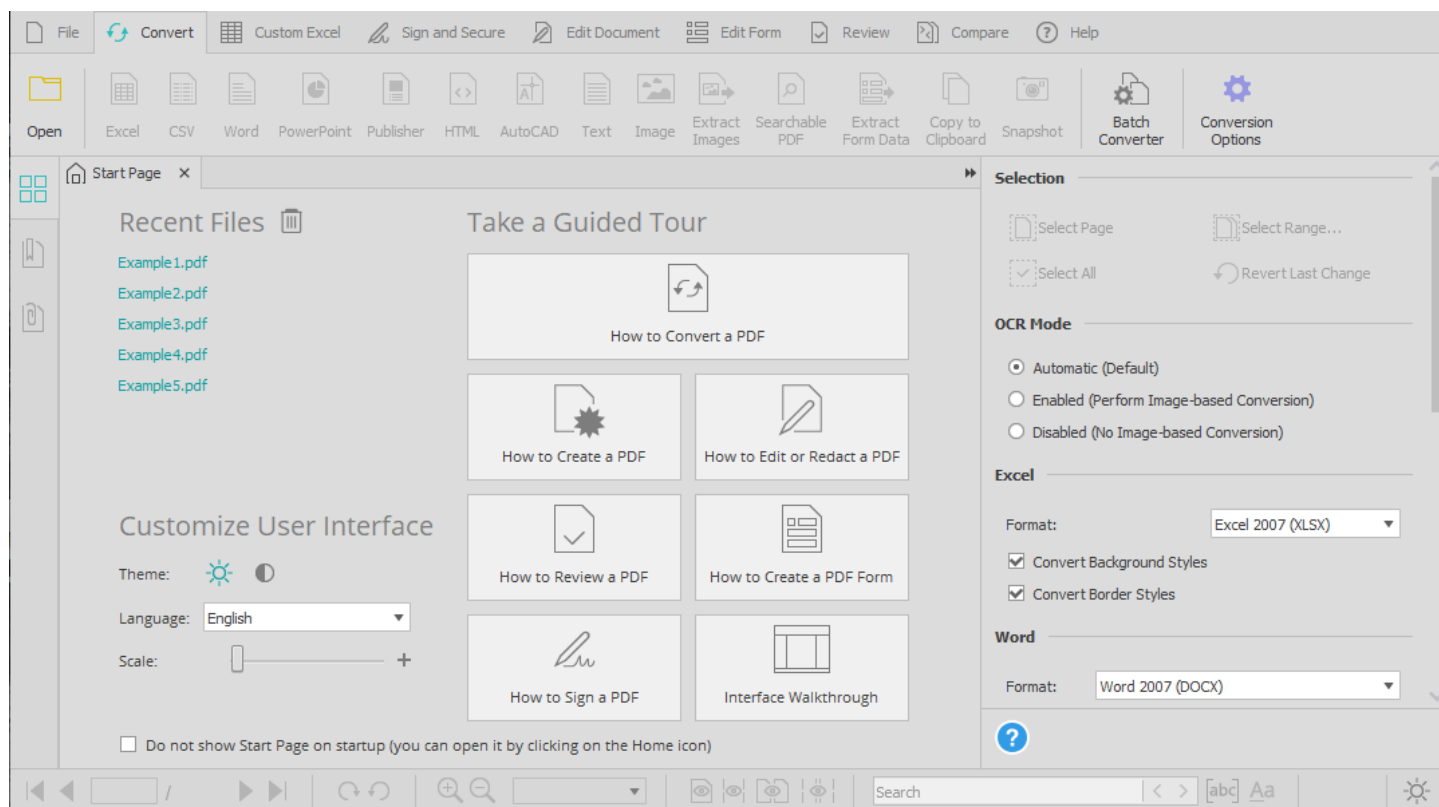 File Convert Custom Excel Sign and Secure Edit Document Edit Form Review Compare Help
Open Excel CSV Word PowerPoint Publisher HTML AutoCAD Text Image Extract Images Searchable PDF Extract Form Data Copy to Clipboard Snapshot Batch Converter Conversion Options
Start Page
Recent Files
Example1.pdf
Example2.pdf
Example3.pdf
Example4.pdf
Example5.pdf
Customize User Interface
Theme:
Language: English
Scale:
Take a Guided Tour
How to Convert a PDF
How to Create a PDF
How to Edit or Redact a PDF
How to Review a PDF
How to Create a PDF Form
How to Sign a PDF
Interface Walkthrough
Do not show Start Page on startup (you can open it by clicking on the Home icon)
Selection
Select Page Select Range...
Select All Revert Last Change
OCR Mode
Automatic (Default)
Enabled (Perform Image-based Conversion)
Disabled (No Image-based Conversion)
Excel
Format: Excel 2007 (XLSX)
Convert Background Styles
Convert Border Styles
Word
Format: Word 2007 (DOCX)
?
/ Search [abc] Aa